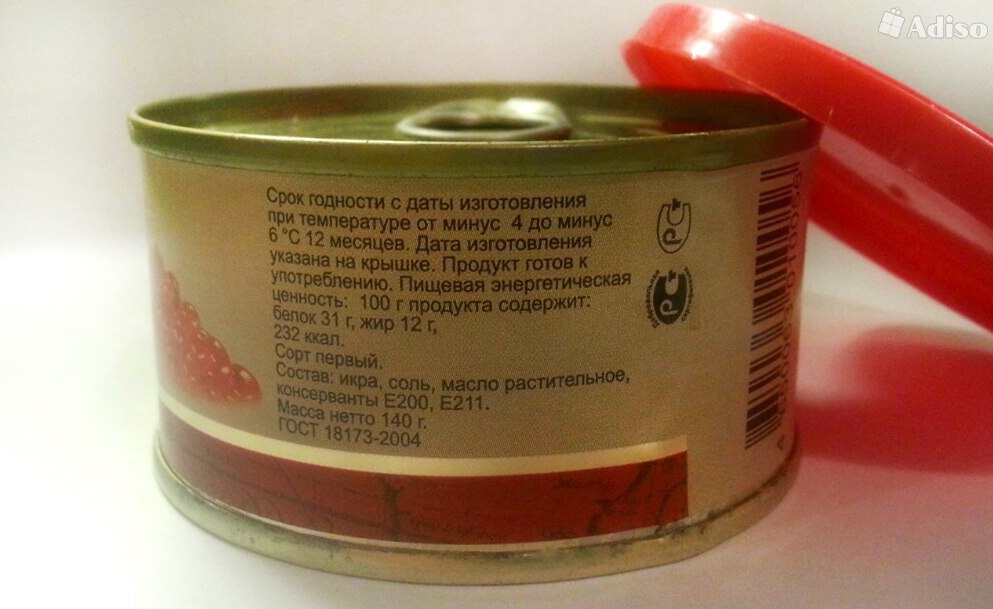 Adiso
Срок годности с даты изготовления
при температуре от минус 4 до минус
6 °С 12 месяцев. Дата изготовления
указана на крышке. Продукт готов к
употреблению. Пищевая энергетическая
ценность: 100 г продукта содержит:
белок 31 г, жир 12 г,
232 ккал.
Сорт первый.
Состав: икра, соль, масло растительное,
консерванты Е200, Е211.
Масса нетто 140 г.
ГОСТ 18173-2004
РСТ
РСТ